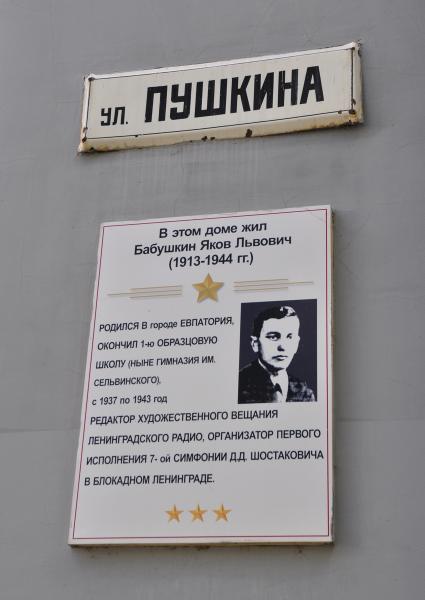 ул. ПУШКИНА
В этом доме жил
Бабушкин Яков Львович
(1913-1944 гг.)
РОДИЛСЯ В городе ЕВПАТОРИЯ,
ОКОНЧИЛ 1-ю ОБРАЗЦОВУЮ
ШКОЛУ (НЫНЕ ГИМНАЗИЯ ИМ.
СЕЛЬВИНСКОГО),
с 1937 по 1943 год
РЕДАКТОР ХУДОЖЕСТВЕННОГО ВЕЩАНИЯ
ЛЕНИНГРАДСКОГО РАДИО, ОРГАНИЗАТОР ПЕРВОГО
ИСПОЛНЕНИЯ 7- ой СИМФОНИИ Д.Д. ШОСТАКОВИЧА
В БЛОКАДНОМ ЛЕНИНГРАДЕ.